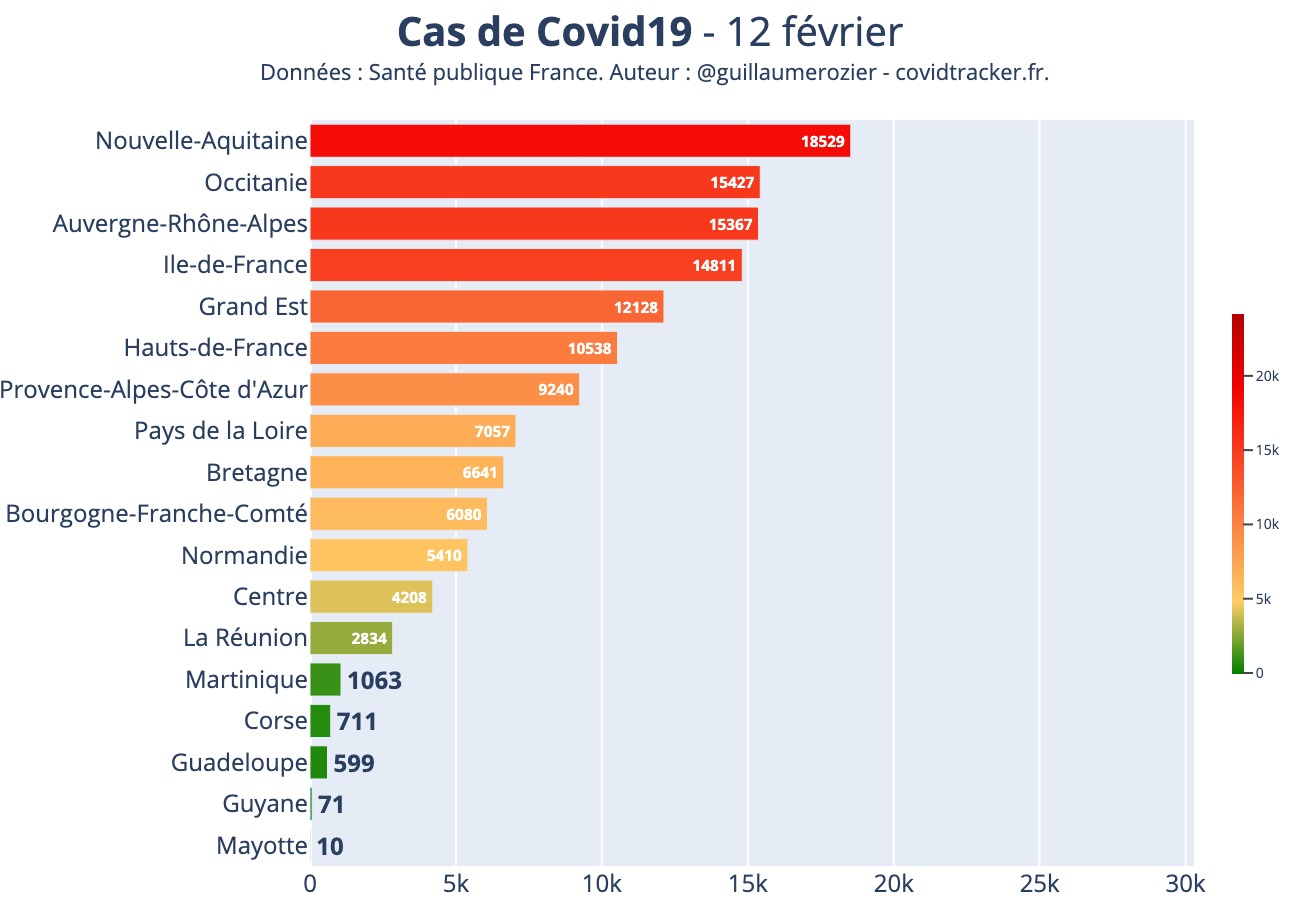 Cas de Covid19 - 12 février
Données : Santé publique France. Auteur : @guillaumerozier - covidtracker.fr.
Nouvelle-Aquitaine 18529
Occitanie 15427
Auvergne-Rhône-Alpes 15367
Ile-de-France 14811
Grand Est 12128
Hauts-de-France 10538
Provence-Alpes-Côte d'Azur 9240
Pays de la Loire 7057
Bretagne 6641
Bourgogne-Franche-Comté 6080
Normandie 5410
Centre 4208
La Réunion 2834
Martinique 1063
Corse 711
Guadeloupe 599
Guyane 71
Mayotte 10
0 5k 10k 15k 20k 25k 30k
20k
15k
10k
5k
0